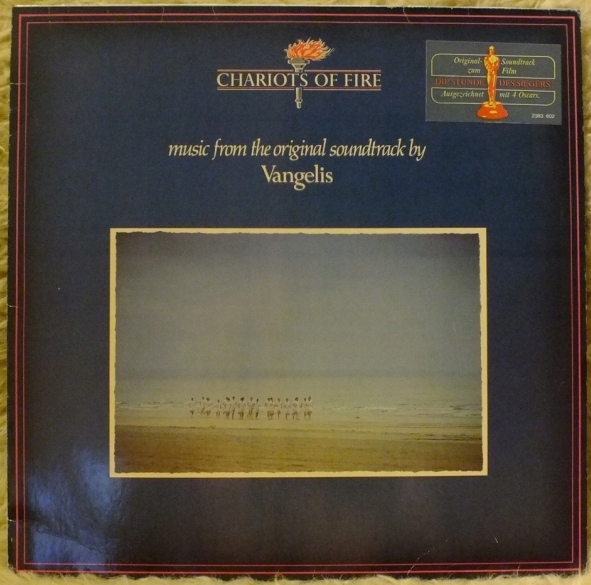 CHARIOTS OF FIRE
Original- Soundtrack
zum Film
DIE STUNDE DES SIEGERS
Ausgezeichnet mit 4 Oscars.
2383 602
music from the original soundtrack by
Vangelis